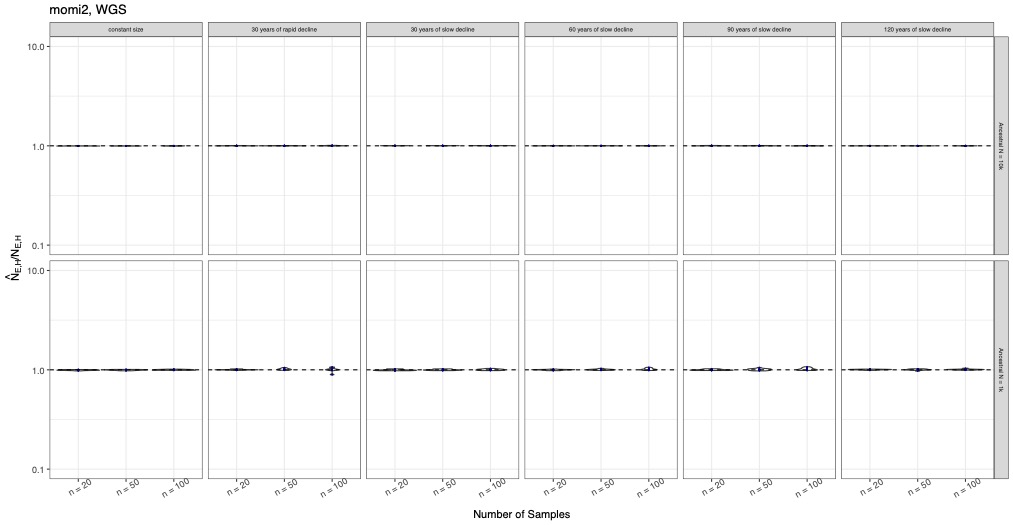 momi2, WGS
constant size
30 years of rapid decline
30 years of slow decline
60 years of slow decline
90 years of slow decline
120 years of slow decline
10.0
1.0
0.1
Ancestral N = 10k
N̂E,H/NE,H
10.0
1.0
0.1
Ancestral N = 1k
n = 20 n = 50 n = 100 n = 20 n = 50 n = 100 n = 20 n = 50 n = 100 n = 20 n = 50 n = 100 n = 20 n = 50 n = 100 n = 20 n = 50 n = 100
Number of Samples